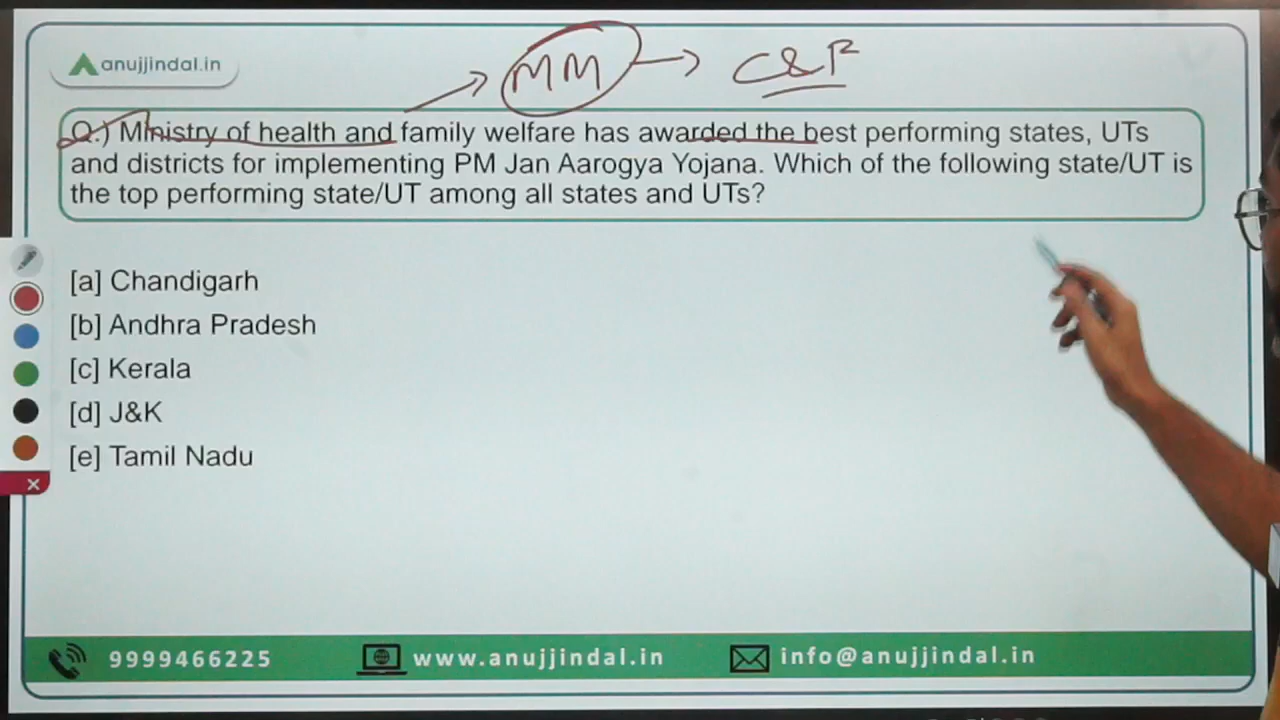 anujjindal.in
MM → C&F
Q.) Ministry of health and family welfare has awarded the best performing states, UTs
and districts for implementing PM Jan Aarogya Yojana. Which of the following state/UT is
the top performing state/UT among all states and UTs?
[a] Chandigarh
[b] Andhra Pradesh
[c] Kerala
[d] J&K
[e] Tamil Nadu
9999466225 www.anujjindal.in info@anujjindal.in